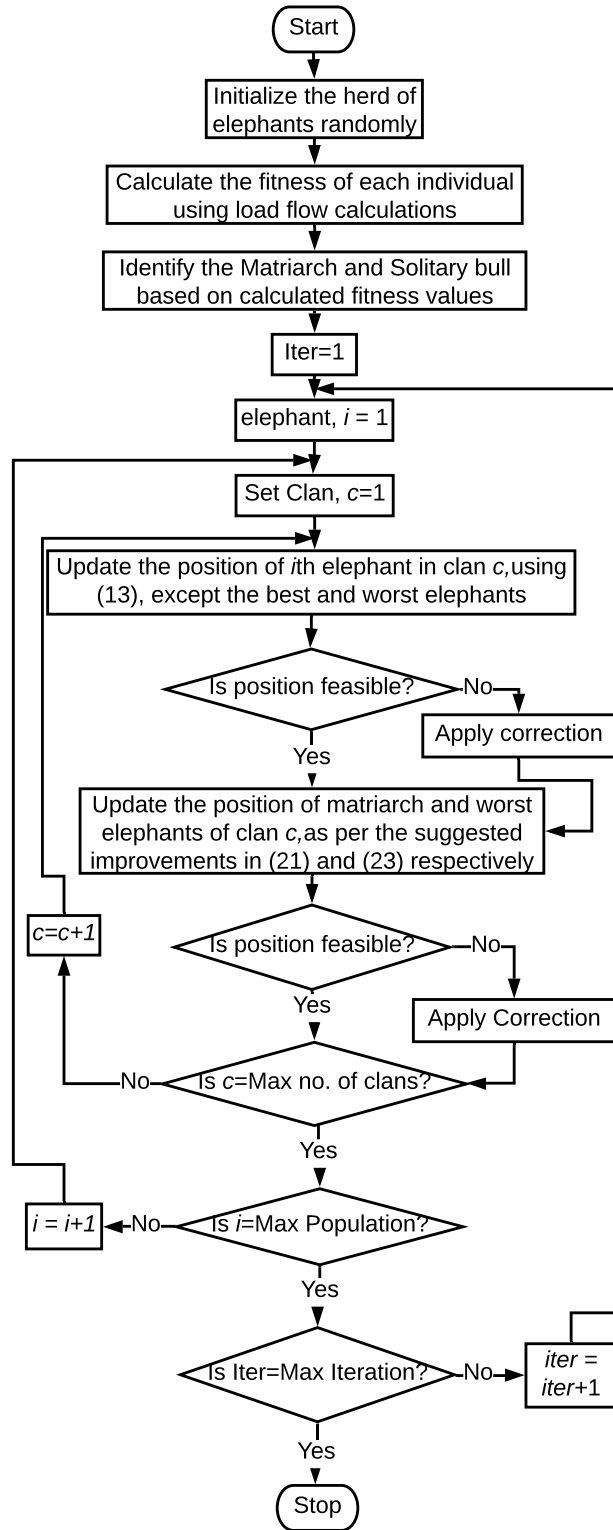 Start
Initialize the herd of
elephants randomly
Calculate the fitness of each individual
using load flow calculations
Identify the Matriarch and Solitary bull
based on calculated fitness values
Iter=1
elephant, i = 1
Set Clan, c=1
Update the position of ith elephant in clan c,using
(13), except the best and worst elephants
Is position feasible?
No
Apply correction
Yes
Update the position of matriarch and worst
elephants of clan c,as per the suggested
improvements in (21) and (23) respectively
c=c+1
Is position feasible?
No
Yes
Apply Correction
Is c=Max no. of clans?
No
Yes
Is i=Max Population?
No
i = i+1
Yes
Is Iter=Max Iteration?
No
iter =
iter+1
Yes
Stop